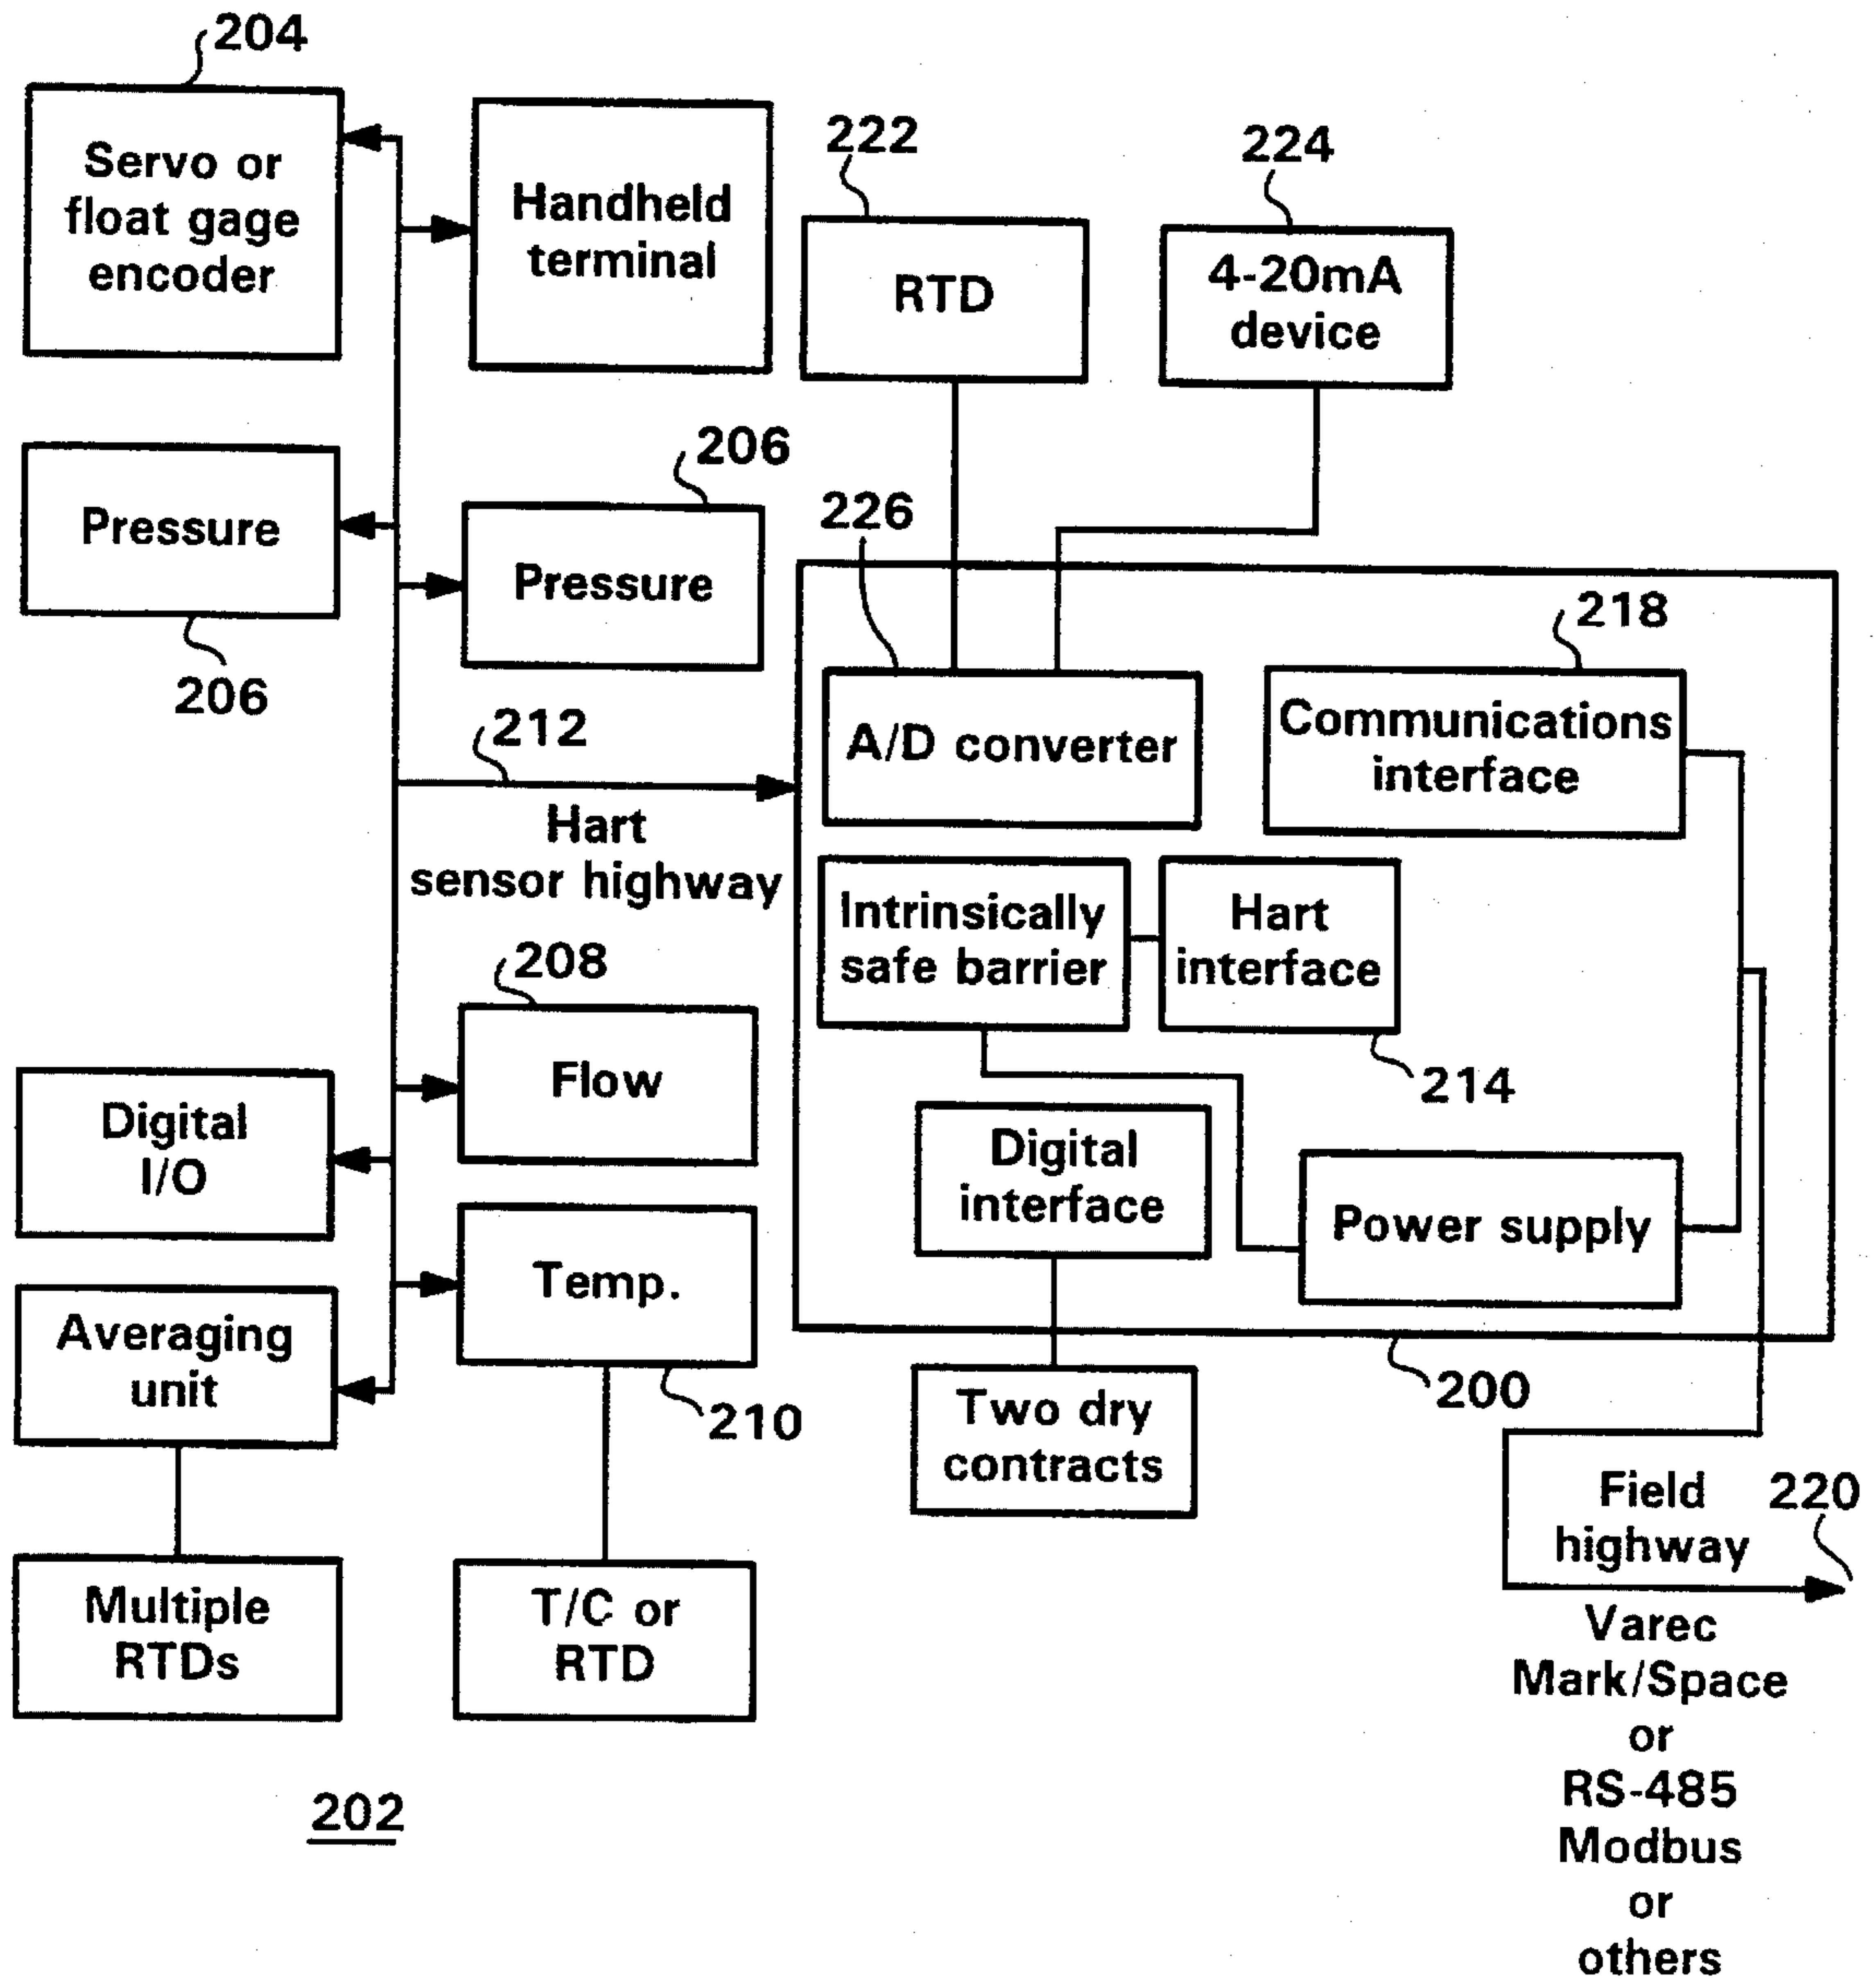 204
Servo or
float gage
encoder
Handheld
terminal
222
RTD
224
4-20mA
device
Pressure
206
206
Pressure
226
A/D converter
218
Communications
interface
212
Hart
sensor highway
Intrinsically
safe barrier
Hart
interface
214
208
Flow
Digital
I/O
Digital
interface
Power supply
Temp.
210
Averaging
unit
200
Two dry
contracts
Multiple
RTDs
T/C or
RTD
Field
highway
220
Varec
Mark/Space
or
RS-485
Modbus
or
others
202